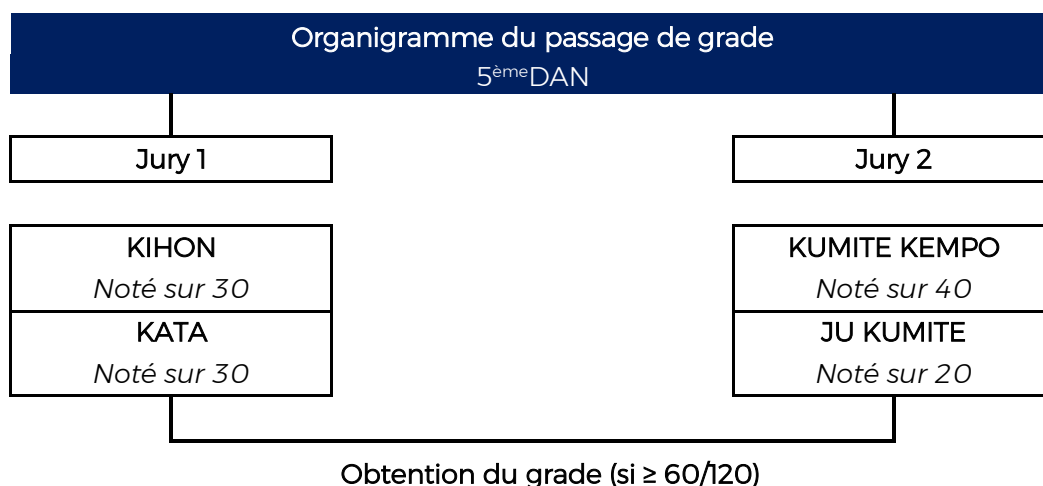 Organigramme du passage de grade
5èmeDAN
Jury 1
Jury 2
KIHON
Noté sur 30
KATA
Noté sur 30
KUMITE KEMPO
Noté sur 40
JU KUMITE
Noté sur 20
Obtention du grade (si ≥ 60/120)